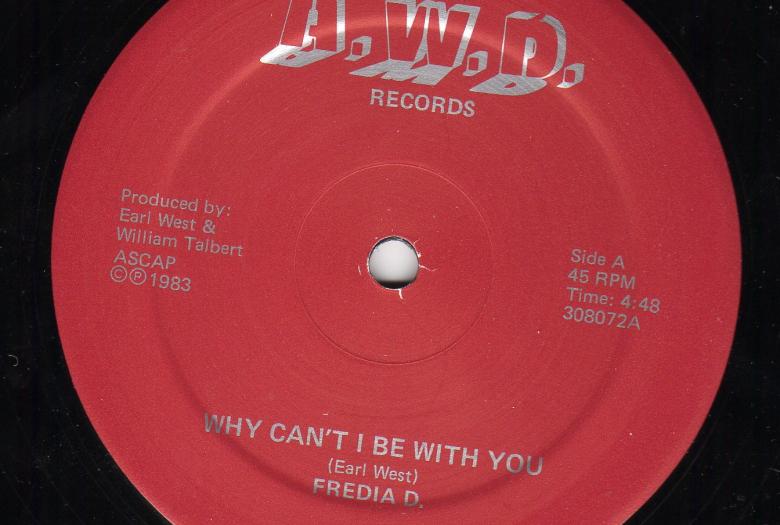 A.W.D.
RECORDS
Produced by:
Earl West &
William Talbert
ASCAP
©℗1983
Side A
45 RPM
Time: 4:48
308072A
WHY CAN'T I BE WITH YOU
(Earl West)
FREDIA D.